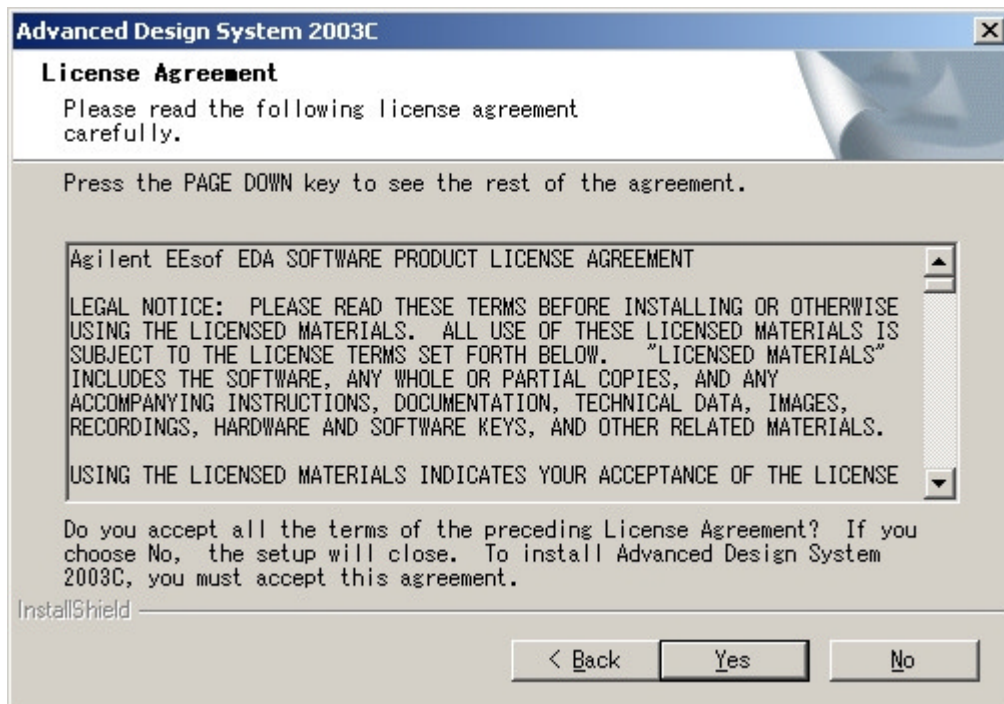 Advanced Design System 2003C
License Agreement
Please read the following license agreement
carefully.
Press the PAGE DOWN key to see the rest of the agreement.
Agilent EEsof EDA SOFTWARE PRODUCT LICENSE AGREEMENT
LEGAL NOTICE:  PLEASE READ THESE TERMS BEFORE INSTALLING OR OTHERWISE
USING THE LICENSED MATERIALS.  ALL USE OF THESE LICENSED MATERIALS IS
SUBJECT TO THE LICENSE TERMS SET FORTH BELOW.  "LICENSED MATERIALS"
INCLUDES THE SOFTWARE, ANY WHOLE OR PARTIAL COPIES, AND ANY
ACCOMPANYING INSTRUCTIONS, DOCUMENTATION, TECHNICAL DATA, IMAGES,
RECORDINGS, HARDWARE AND SOFTWARE KEYS, AND OTHER RELATED MATERIALS.
USING THE LICENSED MATERIALS INDICATES YOUR ACCEPTANCE OF THE LICENSE
Do you accept all the terms of the preceding License Agreement?  If you
choose No,  the setup will close.  To install Advanced Design System
2003C, you must accept this agreement.
InstallShield
< Back Yes No